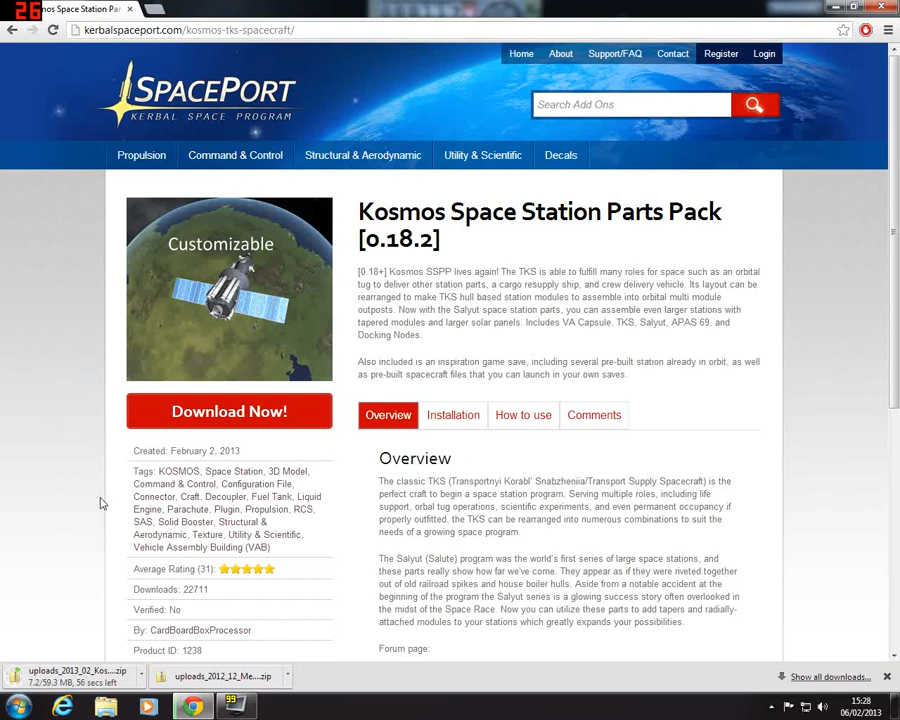 26
mos Space Station Part
kerbalspaceport.com/kosmos-tks-spacecraft/
Home About Support/FAQ Contact Register Login
SPACEPORT
KERBAL SPACE PROGRAM
Search Add Ons
Propulsion Command & Control Structural & Aerodynamic Utility & Scientific Decals
Customizable
Download Now!
Created: February 2, 2013
Tags: KOSMOS, Space Station, 3D Model,
Command & Control, Configuration File,
Connector, Craft, Decoupler, Fuel Tank, Liquid
Engine, Parachute, Plugin, Propulsion, RCS,
SAS, Solid Booster, Structural &
Aerodynamic, Texture, Utility & Scientific,
Vehicle Assembly Building (VAB)
Average Rating (31):
Downloads: 22711
Verified: No
By: CardBoardBoxProcessor
Product ID: 1238
Kosmos Space Station Parts Pack
[0.18.2]
[0.18+] Kosmos SSPP lives again! The TKS is able to fulfill many roles for space such as an orbital
tug to deliver other station parts, a cargo resupply ship, and crew delivery vehicle. Its layout can be
rearranged to make TKS hull based station modules to assemble into orbital multi module
outposts. Now with the Salyut space station parts, you can assemble even larger stations with
tapered modules and larger solar panels. Includes VA Capsule, TKS, Salyut, APAS 69, and
Docking Nodes.
Also included is an inspiration game save, including several pre-built station already in orbit, as well
as pre-built spacecraft files that you can launch in your own saves.
Overview Installation How to use Comments
Overview
The classic TKS (Transportnyi Korabl' Snabzheniia/Transport Supply Spacecraft) is the
perfect craft to begin a space station program. Serving multiple roles, including life
support, orbal tug operations, scientific experiments, and even permanent occupancy if
properly outfitted, the TKS can be rearranged into numerous combinations to suit the
needs of a growing space program
The Salyut (Salute) program was the world's first series of large space stations, and
these parts really show how far we've come. They appear as if they were riveted together
out of old railroad spikes and house boiler hulls. Aside from a notable accident at the
beginning of the program the Salyut series is a glowing success story often overlooked in
the midst of the Space Race. Now you can utilize these parts to add tapers and radially-
attached modules to your stations which greatly expands your possibilities.
Forum page:
uploads_2013_02_Kos....zip
7.2/59.3 MB, 56 secs left
uploads_2012_12_Me....zip
Show all downloads...
99
15:28
06/02/2013